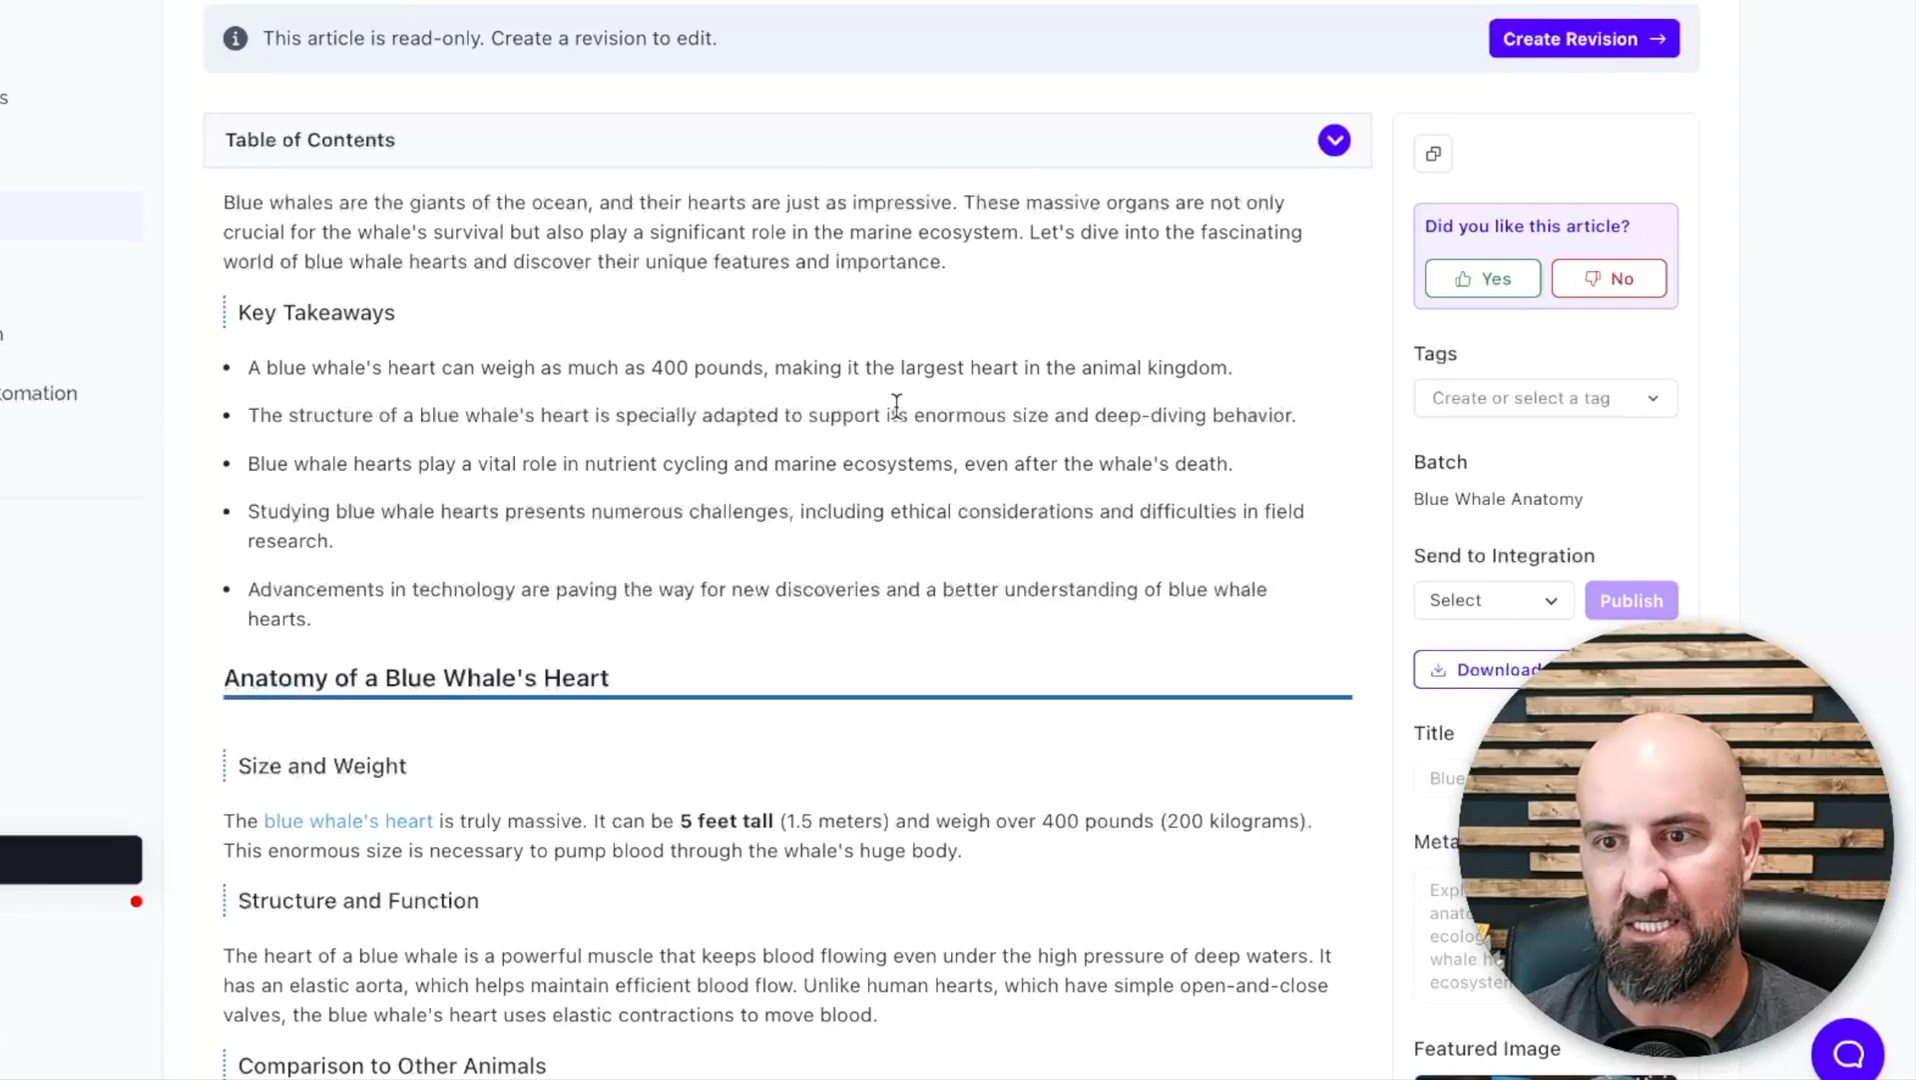 This article is read-only. Create a revision to edit.
Create Revision →
s
omation
Table of Contents
Blue whales are the giants of the ocean, and their hearts are just as impressive. These massive organs are not only
crucial for the whale's survival but also play a significant role in the marine ecosystem. Let's dive into the fascinating
world of blue whale hearts and discover their unique features and importance.
Key Takeaways
• A blue whale's heart can weigh as much as 400 pounds, making it the largest heart in the animal kingdom.
• The structure of a blue whale's heart is specially adapted to support its enormous size and deep-diving behavior.
• Blue whale hearts play a vital role in nutrient cycling and marine ecosystems, even after the whale's death.
• Studying blue whale hearts presents numerous challenges, including ethical considerations and difficulties in field
research.
• Advancements in technology are paving the way for new discoveries and a better understanding of blue whale
hearts.
Anatomy of a Blue Whale's Heart
Size and Weight
The blue whale's heart is truly massive. It can be 5 feet tall (1.5 meters) and weigh over 400 pounds (200 kilograms).
This enormous size is necessary to pump blood through the whale's huge body.
Structure and Function
The heart of a blue whale is a powerful muscle that keeps blood flowing even under the high pressure of deep waters. It
has an elastic aorta, which helps maintain efficient blood flow. Unlike human hearts, which have simple open-and-close
valves, the blue whale's heart uses elastic contractions to move blood.
Comparison to Other Animals
Did you like this article?
Yes
No
Tags
Create or select a tag
Batch
Blue Whale Anatomy
Send to Integration
Select
Publish
Download
Title
Blue
Meta
Expl
anato
ecolog
whale h
ecosystem
Featured Image